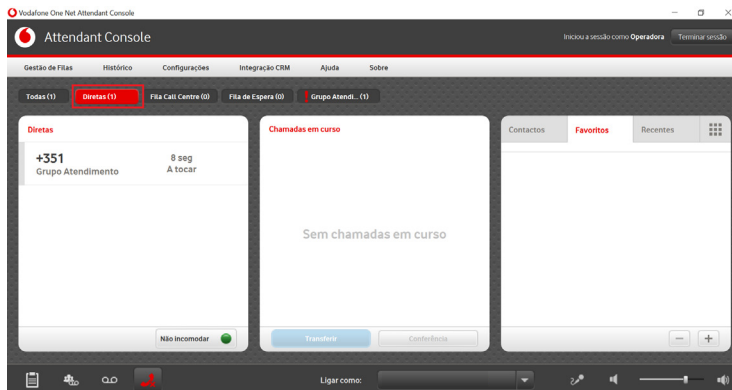 Vodafone One Net Attendant Console
Attendant Console
Iniciou a sessão como Operadora
Terminar sessão
Gestão de Filas Histórico Configurações Integração CRM Ajuda Sobre
Todas (1) Diretas (1) Fila Call Centre (0) Fila de Espera (0) Grupo Atendi... (1)
Diretas
+351 8 seg
Grupo Atendimento A tocar
Não incomodar
Chamadas em curso
Sem chamadas em curso
Transferir Conferência
Contactos Favoritos Recentes
Ligar como: